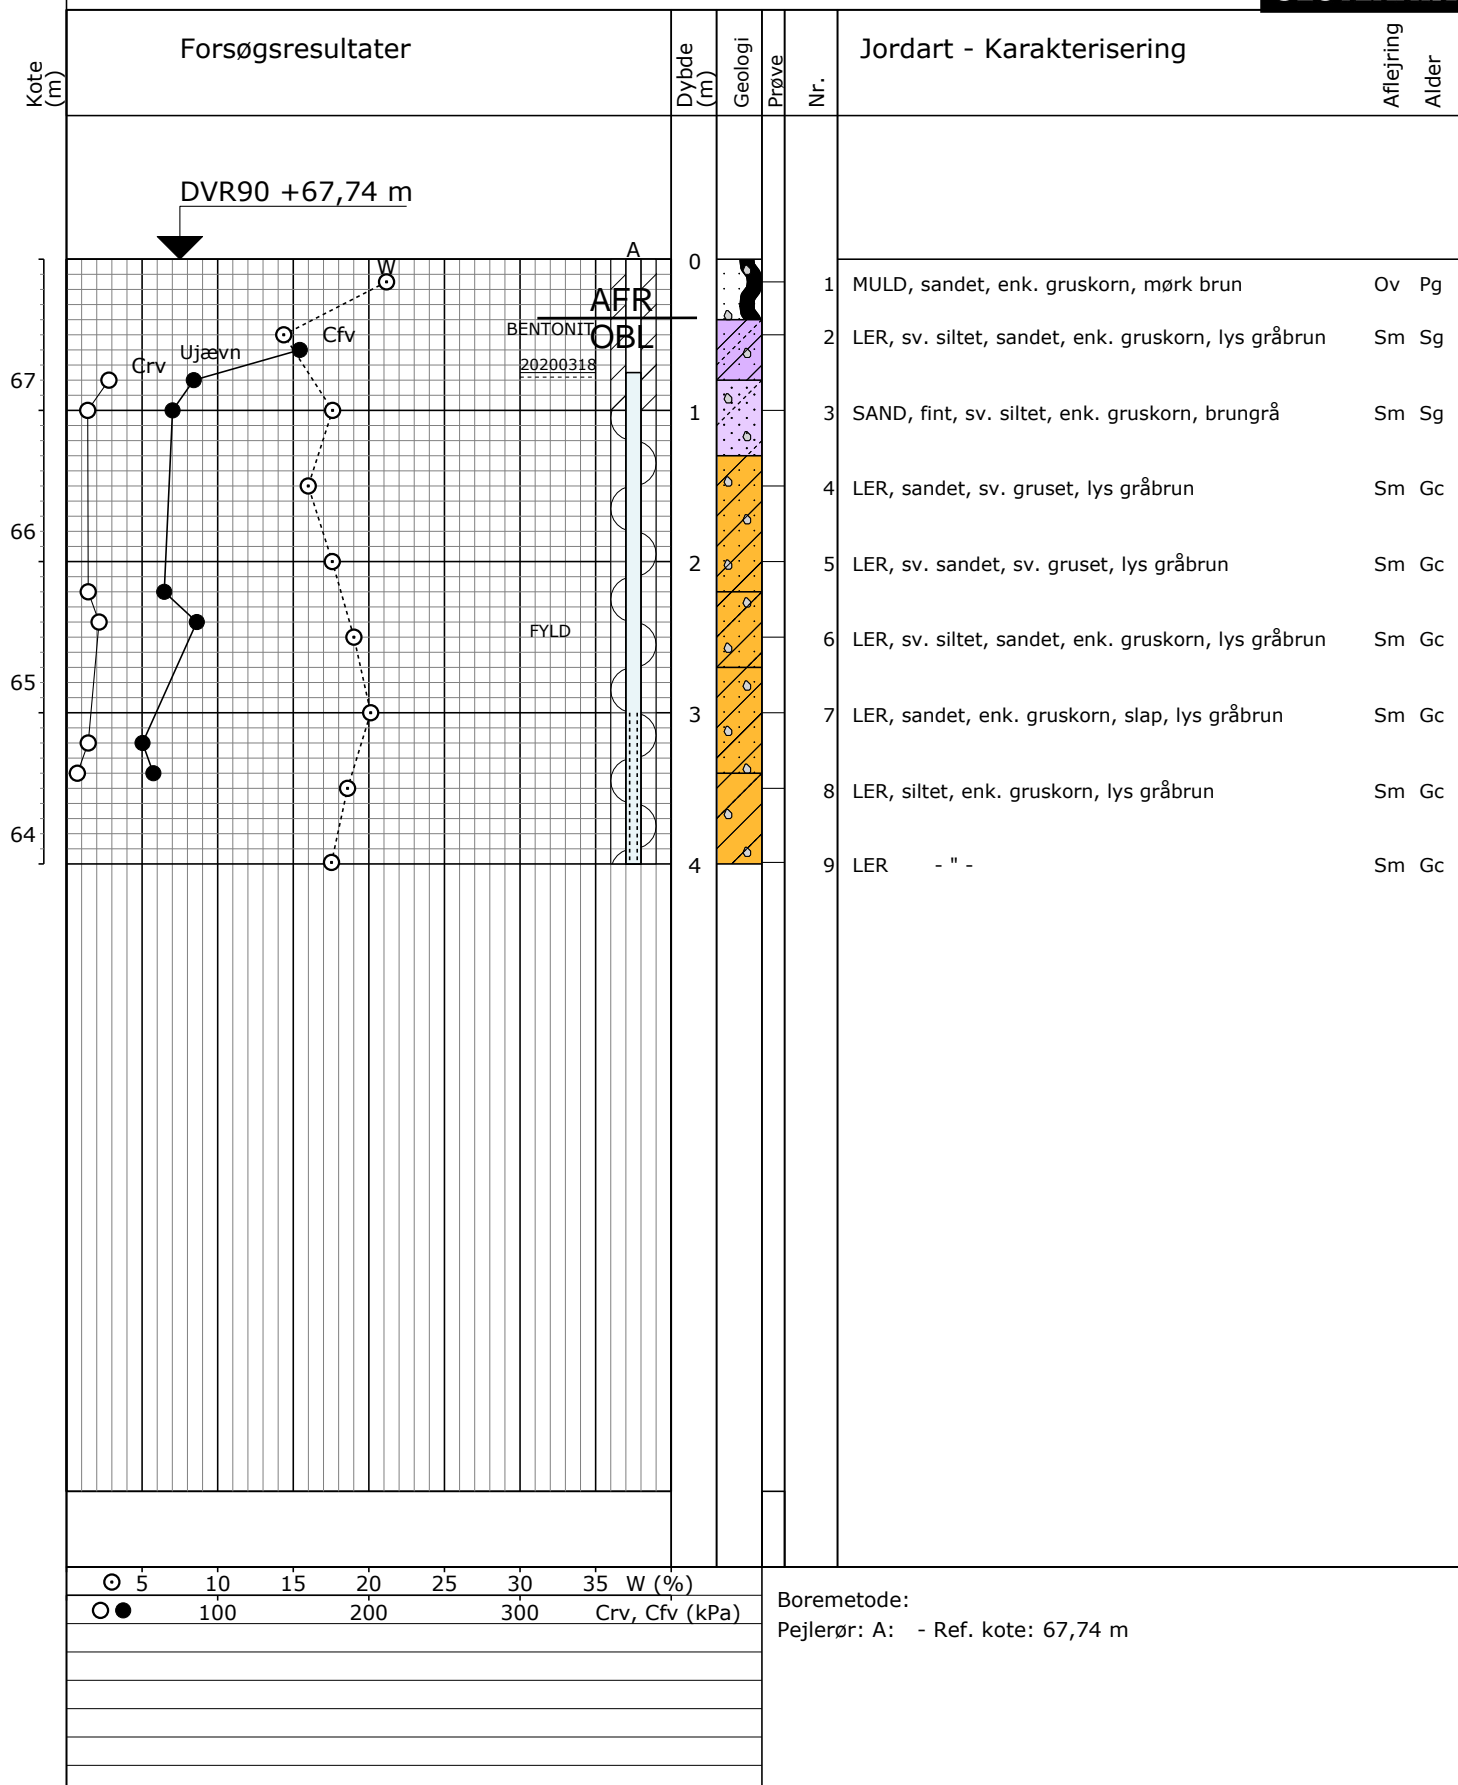 Kote (m)
Forsøgsresultater
Dybde (m)
Geologi
Prøve
Nr.
Jordart - Karakterisering
Aflejring
Alder
DVR90 +67,74 m
A
W
0
AFR
BENTONIT
OBL
Cfv
Ujævn
Crv
20200318
67
1
66
2
FYLD
65
3
64
4
1 MULD, sandet, enk. gruskorn, mørk brun Ov Pg
2 LER, sv. siltet, sandet, enk. gruskorn, lys gråbrun Sm Sg
3 SAND, fint, sv. siltet, enk. gruskorn, brungrå Sm Sg
4 LER, sandet, sv. gruset, lys gråbrun Sm Gc
5 LER, sv. sandet, sv. gruset, lys gråbrun Sm Gc
6 LER, sv. siltet, sandet, enk. gruskorn, lys gråbrun Sm Gc
7 LER, sandet, enk. gruskorn, slap, lys gråbrun Sm Gc
8 LER, siltet, enk. gruskorn, lys gråbrun Sm Gc
9 LER - " - Sm Gc
5 10 15 20 25 30 35 W (%)
100 200 300 Crv, Cfv (kPa)
Boremetode:
Pejlerør: A: - Ref. kote: 67,74 m